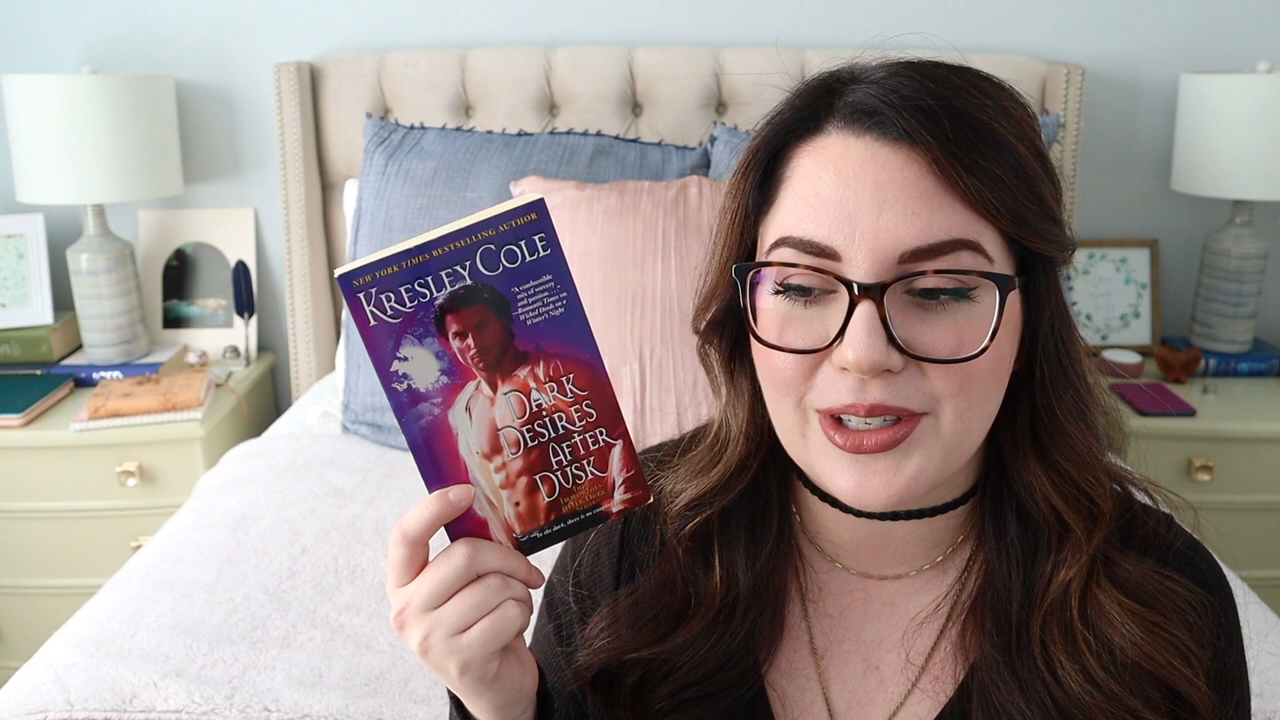 NEW YORK TIMES BESTSELLING AUTHOR
KRESLEY COLE
"A combustible
mix of sorcery
and passion. . ."
—Romantic Times on
Wicked Deeds on a
Winter's Night
DARK
DESIRES
AFTER
DUSK